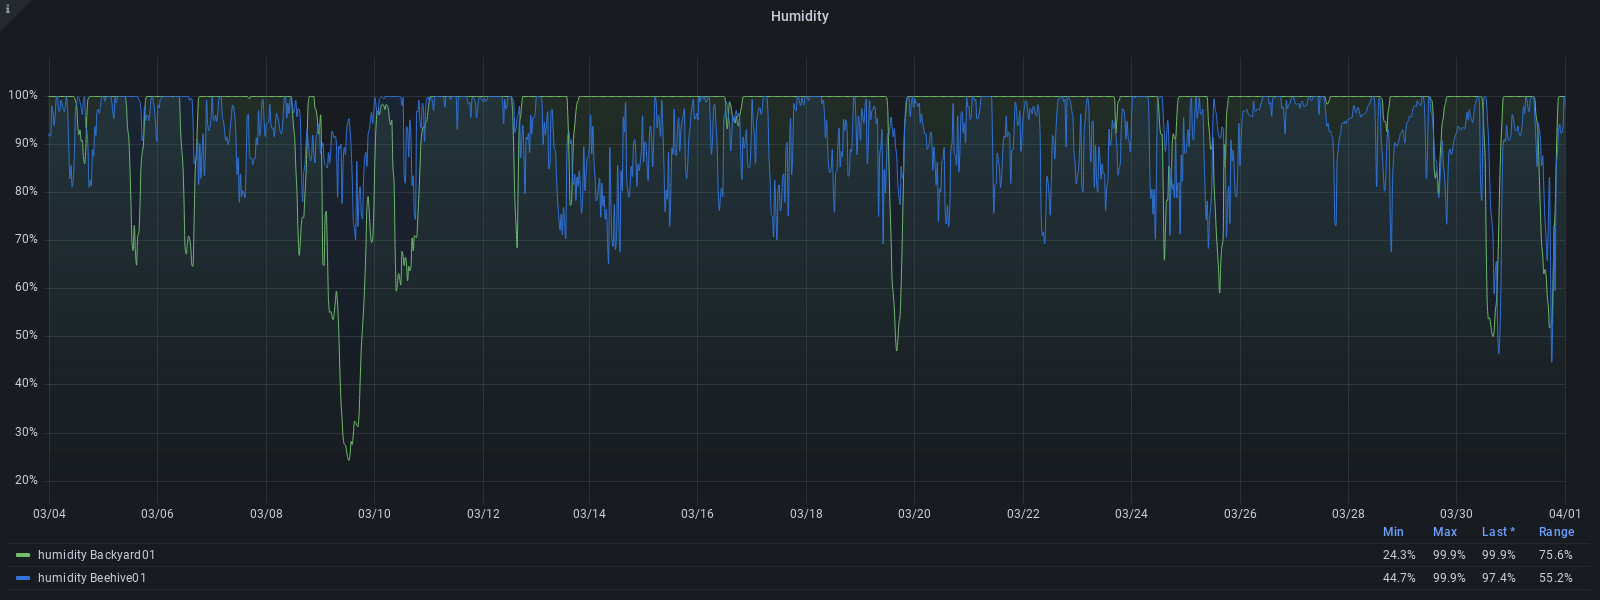 i
Humidity
100%
90%
80%
70%
60%
50%
40%
30%
20%
03/04 03/06 03/08 03/10 03/12 03/14 03/16 03/18 03/20 03/22 03/24 03/26 03/28 03/30 04/01
Min Max Last * Range
humidity Backyard01 24.3% 99.9% 99.9% 75.6%
humidity Beehive01 44.7% 99.9% 97.4% 55.2%